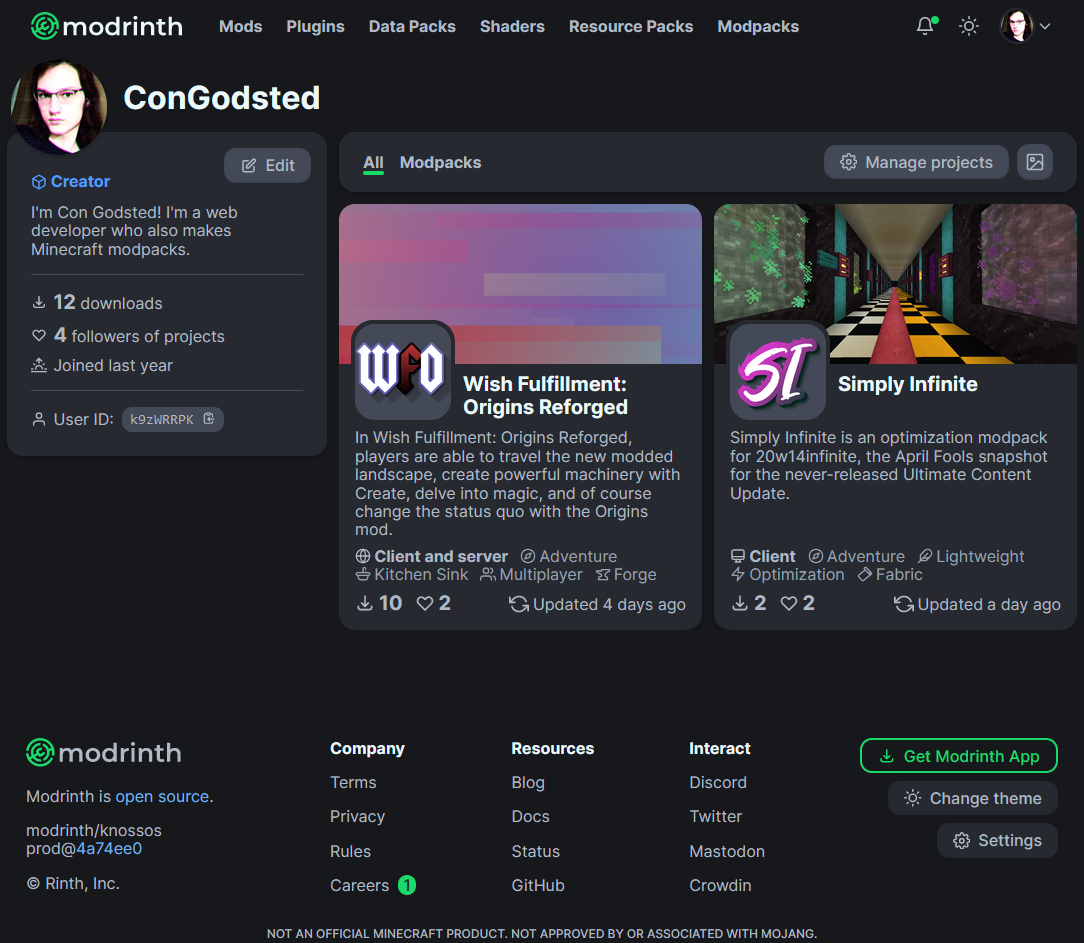 modrinth
Mods
Plugins
Data Packs
Shaders
Resource Packs
Modpacks
ConGodsted
Edit
Creator
I'm Con Godsted! I'm a web
developer who also makes
Minecraft modpacks.
12 downloads
4 followers of projects
Joined last year
User ID: k9zWRRPK
All
Modpacks
Manage projects
WFO
Wish Fulfillment:
Origins Reforged
In Wish Fulfillment: Origins Reforged,
players are able to travel the new modded
landscape, create powerful machinery with
Create, delve into magic, and of course
change the status quo with the Origins
mod.
Client and server Adventure
Kitchen Sink Multiplayer Forge
10 2 Updated 4 days ago
SI
Simply Infinite
Simply Infinite is an optimization modpack
for 20w14infinite, the April Fools snapshot
for the never-released Ultimate Content
Update.
Client Adventure Lightweight
Optimization Fabric
2 2 Updated a day ago
modrinth
Modrinth is open source.
modrinth/knossos
prod@4a74ee0
© Rinth, Inc.
Company
Terms
Privacy
Rules
Careers 1
Resources
Blog
Docs
Status
GitHub
Interact
Discord
Twitter
Mastodon
Crowdin
Get Modrinth App
Change theme
Settings
NOT AN OFFICIAL MINECRAFT PRODUCT. NOT APPROVED BY OR ASSOCIATED WITH MOJANG.